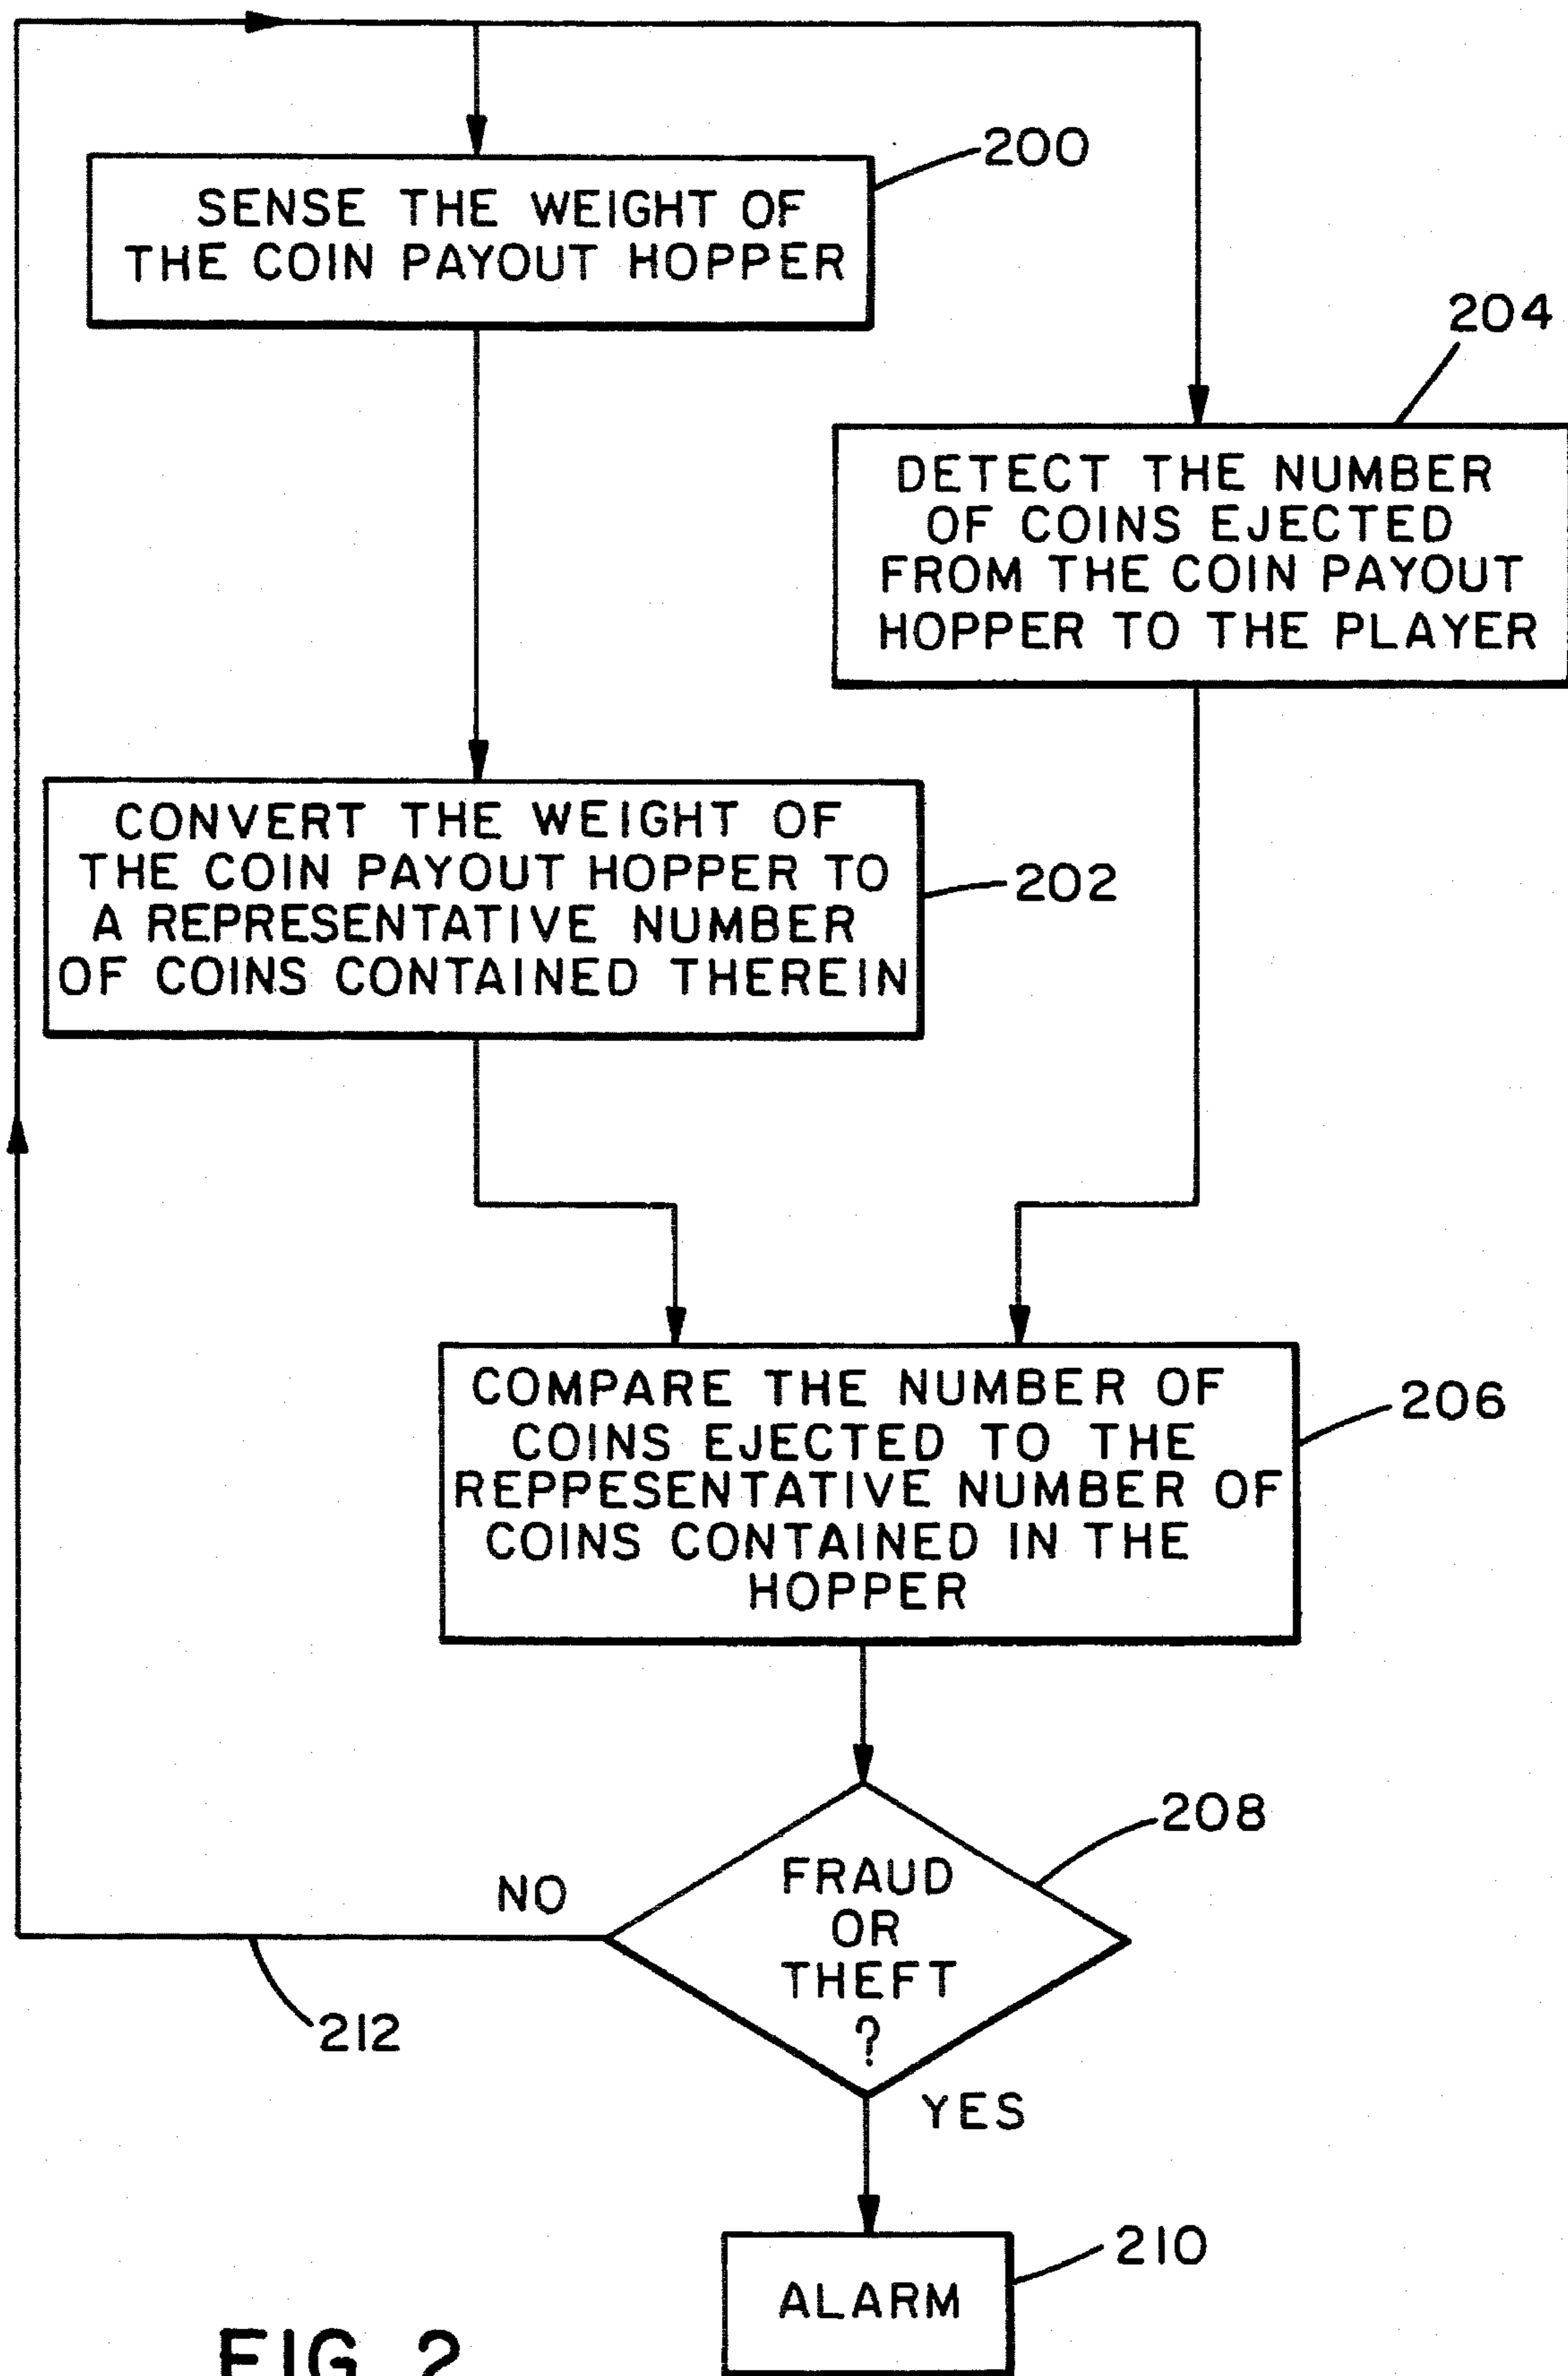 200
SENSE THE WEIGHT OF
THE COIN PAYOUT HOPPER
204
DETECT THE NUMBER
OF COINS EJECTED
FROM THE COIN PAYOUT
HOPPER TO THE PLAYER
CONVERT THE WEIGHT OF
THE COIN PAYOUT HOPPER TO
A REPRESENTATIVE NUMBER
OF COINS CONTAINED THEREIN
202
COMPARE THE NUMBER OF
COINS EJECTED TO THE
REPPESENTATIVE NUMBER OF
COINS CONTAINED IN THE
HOPPER
206
208
FRAUD
OR
THEFT
?
NO
212
YES
210
ALARM
FIG. 2